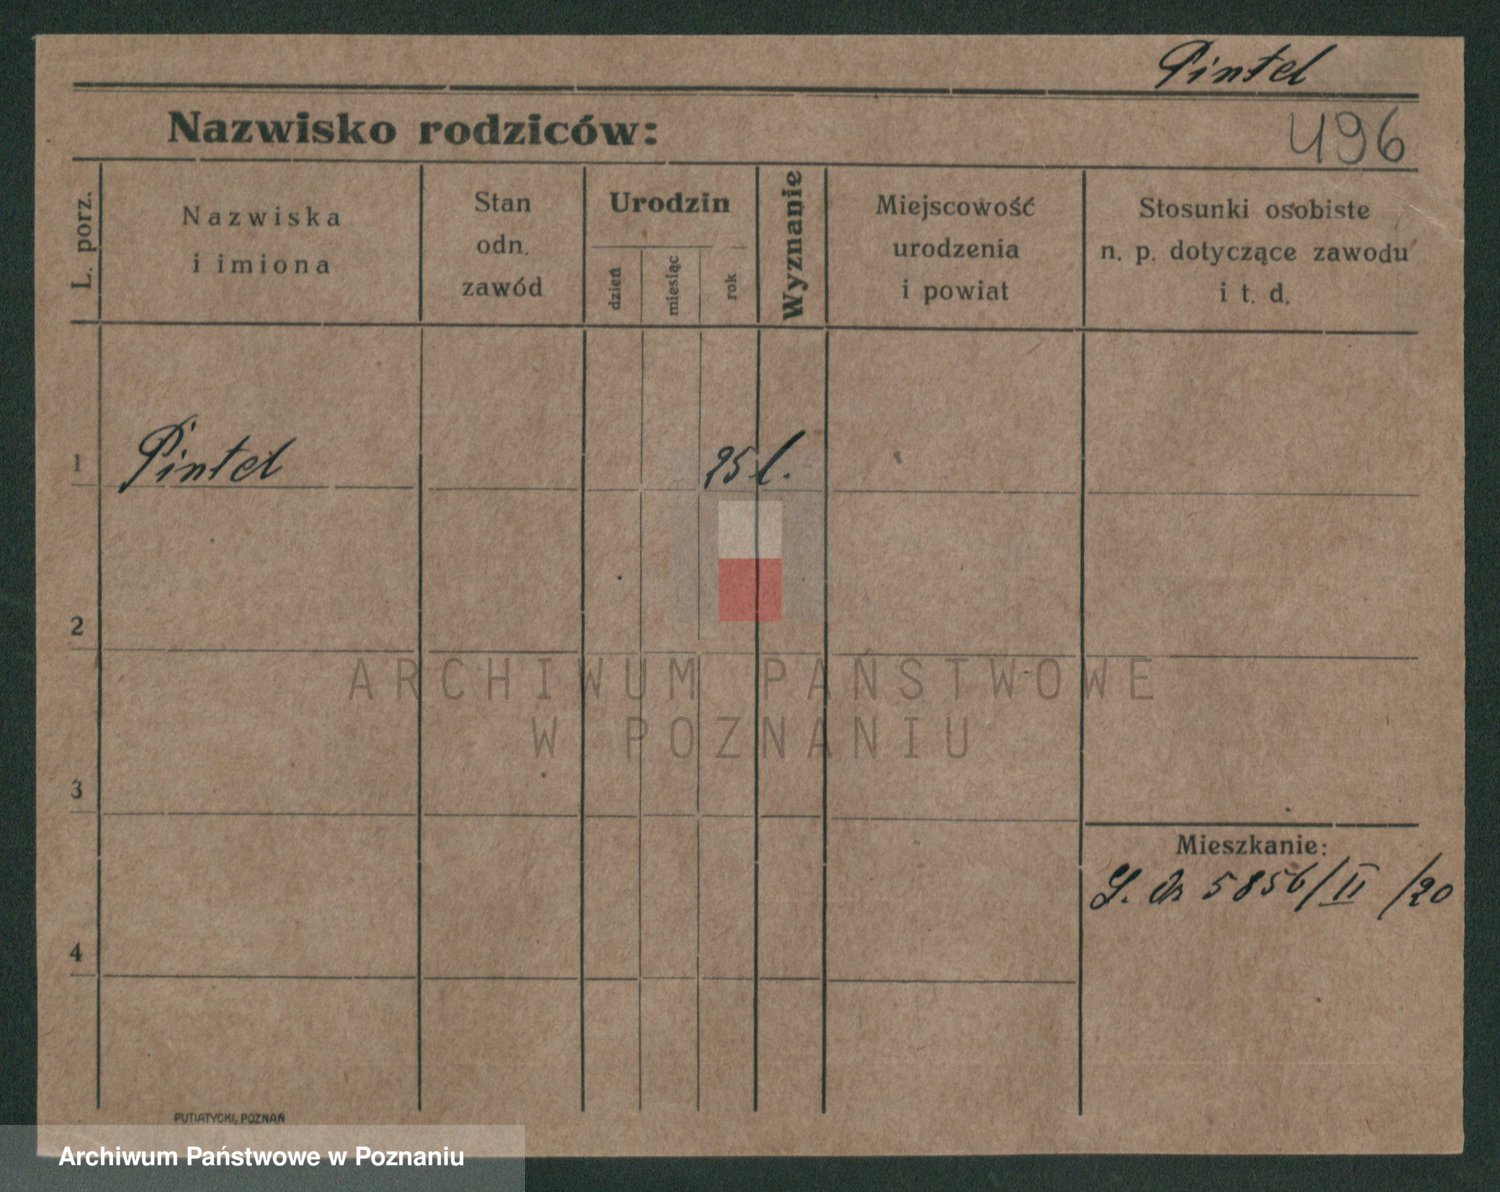 Pintel
Nazwisko rodziców:
496
L. porz.
Nazwiska
i imiona
Stan
odn.
zawód
Urodzin
dzień
miesiąc
rok
Wyznanie
Miejscowość
urodzenia
i powiat
Stosunki osobiste
n. p. dotyczące zawodu
i t. d.
1
Pintel
25 l.
2
ARCHIWUM PAŃSTWOWE
W POZNANIU
3
Mieszkanie:
5856/II/20
4
PUTIATYCKI, POZNAŃ
Archiwum Państwowe w Poznaniu